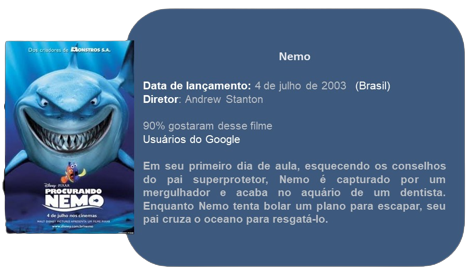 Nemo
Data de lançamento: 4 de julho de 2003 (Brasil)
Diretor: Andrew Stanton
90% gostaram desse filme
Usuários do Google
Em seu primeiro dia de aula, esquecendo os conselhos
do pai superprotetor, Nemo é capturado por um
mergulhador e acaba no aquário de um dentista.
Enquanto Nemo tenta bolar um plano para escapar, seu
pai cruza o oceano para resgatá-lo.
Dos criadores de MONSTROS S.A.
DISNEY PIXAR
PROCURANDO
NEMO
4 de julho nos cinemas